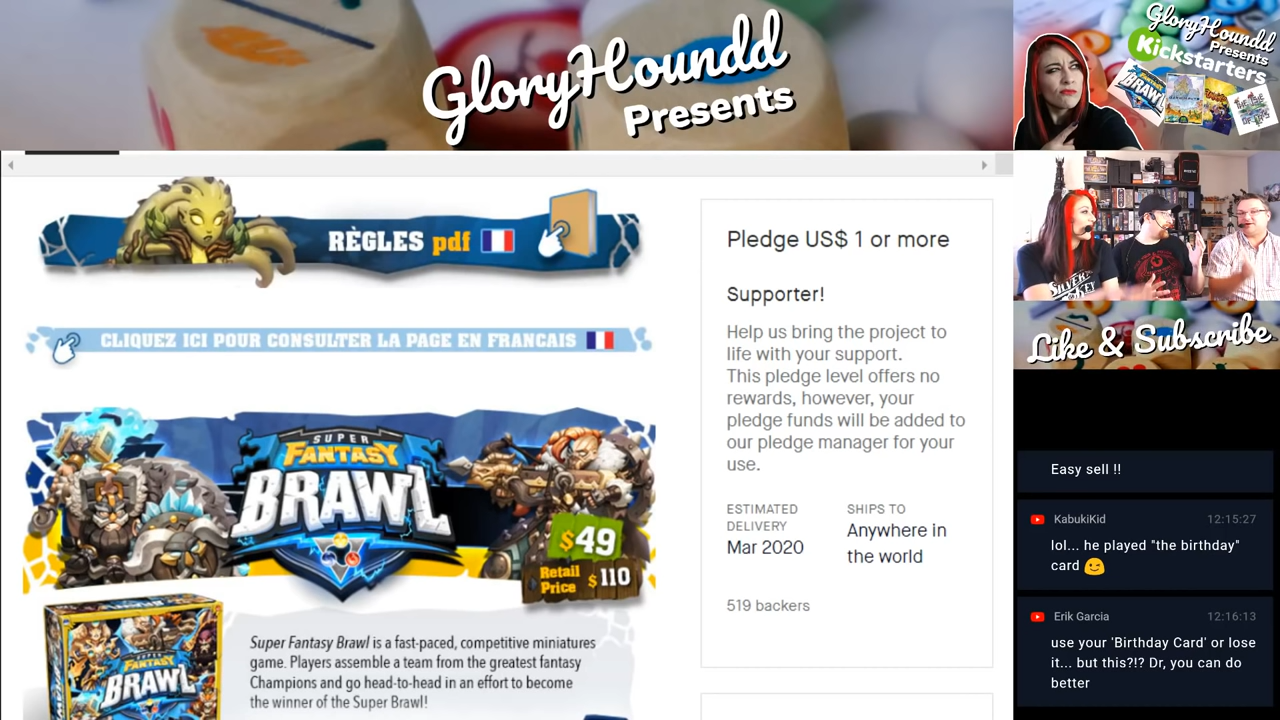 GloryHoundd
Presents
GloryHoundd
Presents
Kickstarters
BRAWL
RÈGLES pdf
CLIQUEZ ICI POUR CONSULTER LA PAGE EN FRANCAIS
SUPER
FANTASY
BRAWL
$49
Retail
Price $110
SUPER
FANTASY
BRAWL
Super Fantasy Brawl is a fast-paced, competitive miniatures
game. Players assemble a team from the greatest fantasy
Champions and go head-to-head in an effort to become
the winner of the Super Brawl!
Pledge US$ 1 or more
Supporter!
Help us bring the project to
life with your support.
This pledge level offers no
rewards, however, your
pledge funds will be added to
our pledge manager for your
use.
ESTIMATED
DELIVERY
Mar 2020
SHIPS TO
Anywhere in
the world
519 backers
Like & Subscribe
Easy sell !!
KabukiKid 12:15:27
lol... he played "the birthday"
card 😉
Erik Garcia 12:16:13
use your 'Birthday Card' or lose
it... but this?!? Dr, you can do
better